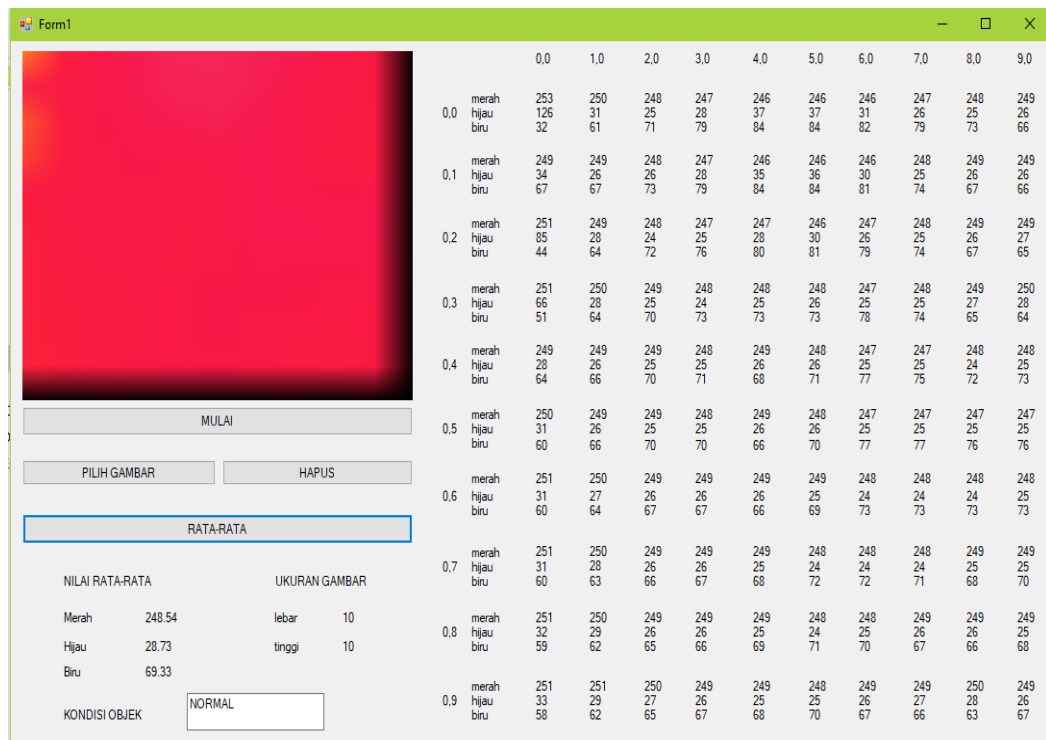 Form1
0,0 1,0 2,0 3,0 4,0 5,0 6,0 7,0 8,0 9,0
merah 253 250 248 247 246 246 246 247 248 249
0,0 hijau 126 31 25 28 37 37 31 26 25 26
biru 32 61 71 79 84 84 82 79 73 66
merah 249 249 248 247 246 246 246 248 249 249
0,1 hijau 34 26 26 28 35 36 30 25 26 26
biru 67 67 73 79 84 84 81 74 67 66
merah 251 249 248 247 247 246 247 248 249 249
0,2 hijau 85 28 24 25 28 30 26 25 26 27
biru 44 64 72 76 80 81 79 74 67 65
merah 251 250 249 248 248 248 247 248 249 250
0,3 hijau 66 28 25 24 25 26 25 25 27 28
biru 51 64 70 73 73 73 78 74 65 64
merah 249 249 249 248 249 248 247 247 248 248
0,4 hijau 28 26 25 25 26 26 25 25 24 25
biru 64 66 70 71 68 71 77 75 72 73
merah 250 249 249 248 249 248 247 247 247 247
0,5 hijau 31 26 25 25 26 26 25 25 25 25
biru 60 66 70 70 66 70 77 77 76 76
merah 251 250 249 249 249 249 248 248 248 248
0,6 hijau 31 27 26 26 26 25 24 24 24 25
biru 60 64 67 67 66 69 73 73 73 73
merah 251 250 249 249 249 248 248 248 249 249
0,7 hijau 31 28 26 26 25 24 24 24 25 25
biru 60 63 66 67 68 72 72 71 68 70
merah 251 250 249 249 249 248 248 249 249 249
0,8 hijau 32 29 26 26 25 24 25 26 26 25
biru 59 62 65 66 69 71 70 67 66 68
merah 251 251 250 249 249 248 249 249 250 249
0,9 hijau 33 29 27 26 25 25 26 27 28 26
biru 58 62 65 67 68 70 67 66 63 67
MULAI
PILIH GAMBAR HAPUS
RATA-RATA
NILAI RATA-RATA UKURAN GAMBAR
Merah 248.54 lebar 10
Hijau 28.73 tinggi 10
Biru 69.33
KONDISI OBJEK NORMAL